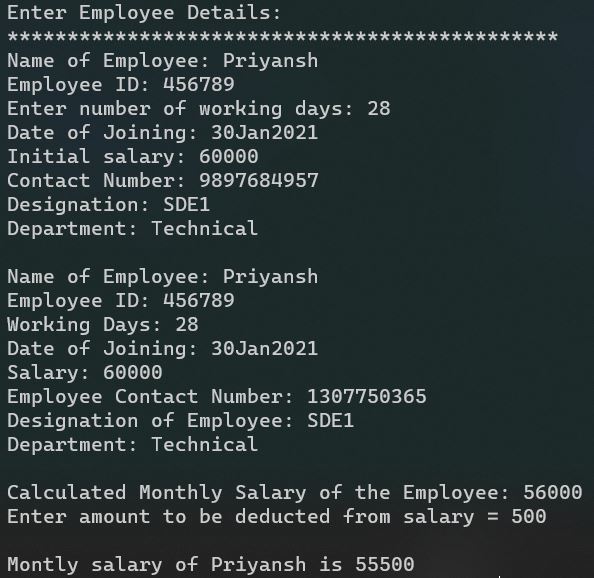 Enter Employee Details:
**********************************************
Name of Employee: Priyansh
Employee ID: 456789
Enter number of working days: 28
Date of Joining: 30Jan2021
Initial salary: 60000
Contact Number: 9897684957
Designation: SDE1
Department: Technical
Name of Employee: Priyansh
Employee ID: 456789
Working Days: 28
Date of Joining: 30Jan2021
Salary: 60000
Employee Contact Number: 1307750365
Designation of Employee: SDE1
Department: Technical
Calculated Monthly Salary of the Employee: 56000
Enter amount to be deducted from salary = 500
Montly salary of Priyansh is 55500